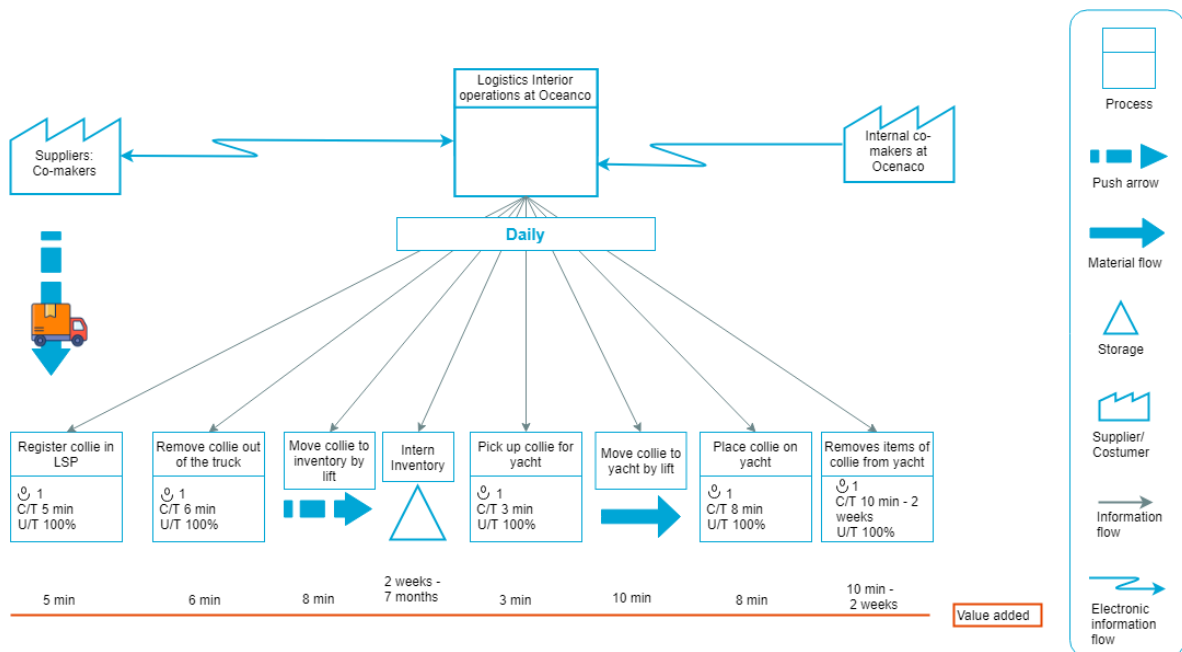 Logistics Interior
operations at Oceanco
Suppliers:
Co-makers
Internal co-
makers at
Ocenaco
Daily
Register collie in
LSP
1
C/T 5 min
U/T 100%
Remove collie out
of the truck
1
C/T 6 min
U/T 100%
Move collie to
inventory by
lift
Intern
Inventory
Pick up collie for
yacht
1
C/T 3 min
U/T 100%
Move collie to
yacht by lift
Place collie on
yacht
1
C/T 8 min
U/T 100%
Removes items of
collie from yacht
1
C/T 10 min - 2
weeks
U/T 100%
5 min
6 min
8 min
2 weeks -
7 months
3 min
10 min
8 min
10 min -
2 weeks
Value added
Process
Push arrow
Material flow
Storage
Supplier/
Costumer
Information
flow
Electronic
information
flow